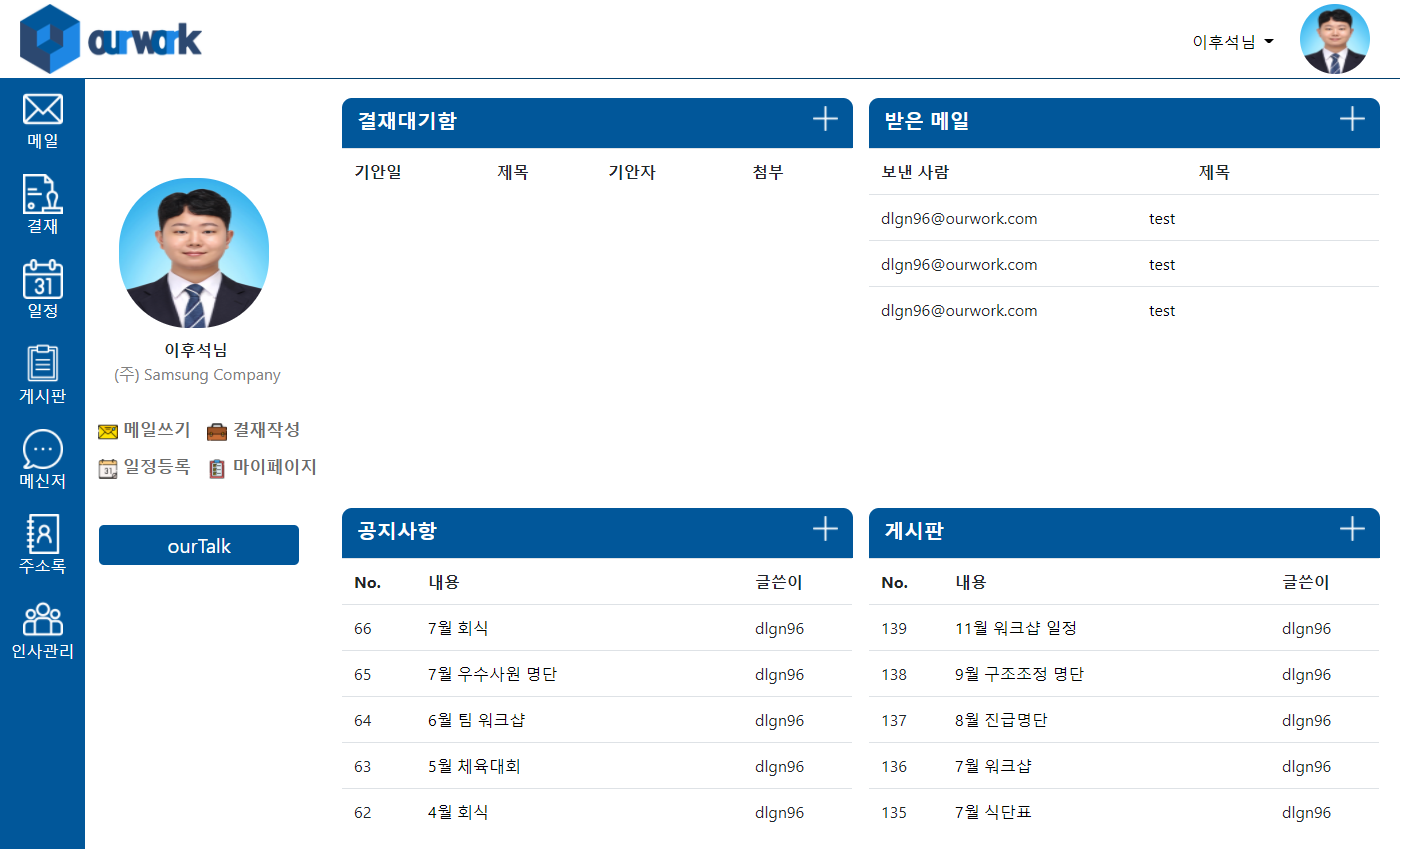 ourwork
이후석님
메일
결재
31
일정
게시판
메신저
주소록
인사관리
이후석님
(주) Samsung Company
메일쓰기 결재작성
31 일정등록 마이페이지
ourTalk
결재대기함
기안일 제목 기안자 첨부
받은 메일
보낸 사람 제목
dlgn96@ourwork.com test
dlgn96@ourwork.com test
dlgn96@ourwork.com test
공지사항
No. 내용 글쓴이
66 7월 회식 dlgn96
65 7월 우수사원 명단 dlgn96
64 6월 팀 워크샵 dlgn96
63 5월 체육대회 dlgn96
62 4월 회식 dlgn96
게시판
No. 내용 글쓴이
139 11월 워크샵 일정 dlgn96
138 9월 구조조정 명단 dlgn96
137 8월 진급명단 dlgn96
136 7월 워크샵 dlgn96
135 7월 식단표 dlgn96